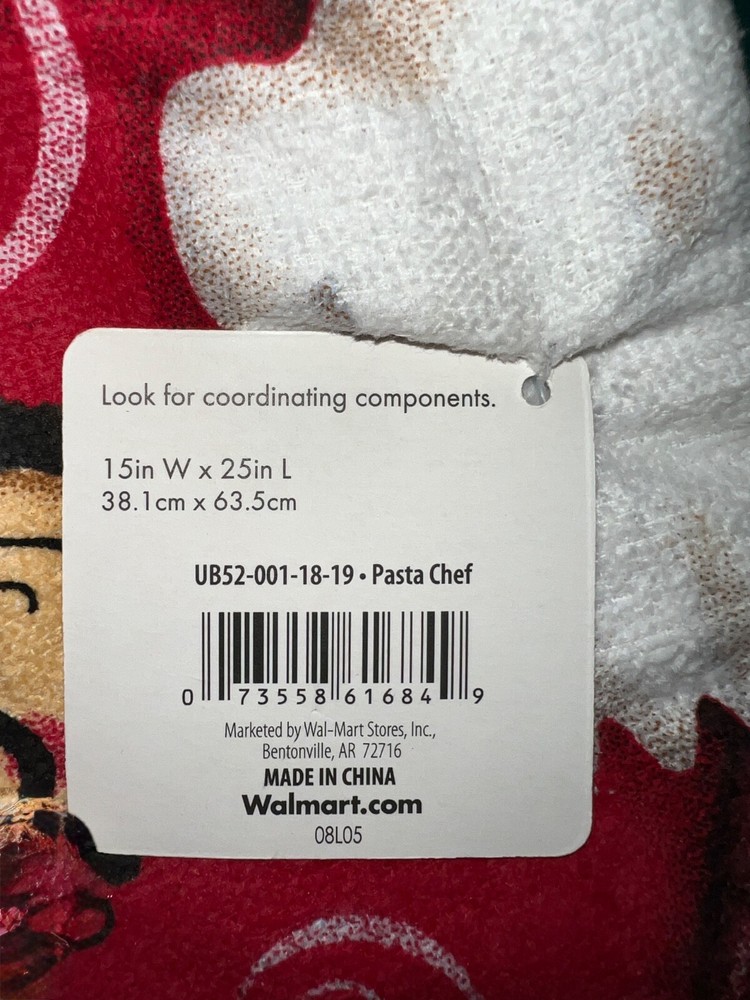 Look for coordinating components.
15in W x 25in L
38.1cm x 63.5cm
UB52-001-18-19 • Pasta Chef
0 73558 61684 9
Marketed by Wal-Mart Stores, Inc.,
Bentonville, AR 72716
MADE IN CHINA
Walmart.com
08L05